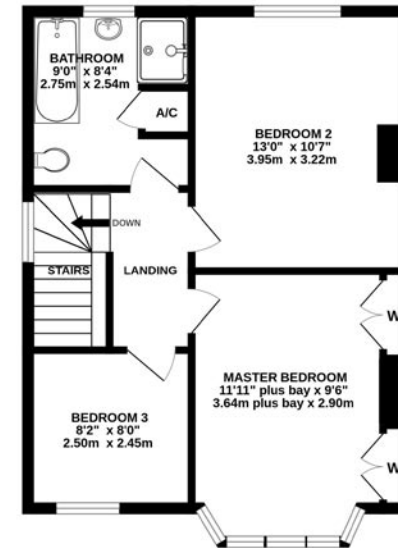 BATHROOM
9'0" x 8'4"
2.75m x 2.54m
A/C
BEDROOM 2
13'0" x 10'7"
3.95m x 3.22m
DOWN
STAIRS
LANDING
W
MASTER BEDROOM
11'11" plus bay x 9'6"
3.64m plus bay x 2.90m
BEDROOM 3
8'2" x 8'0"
2.50m x 2.45m
W